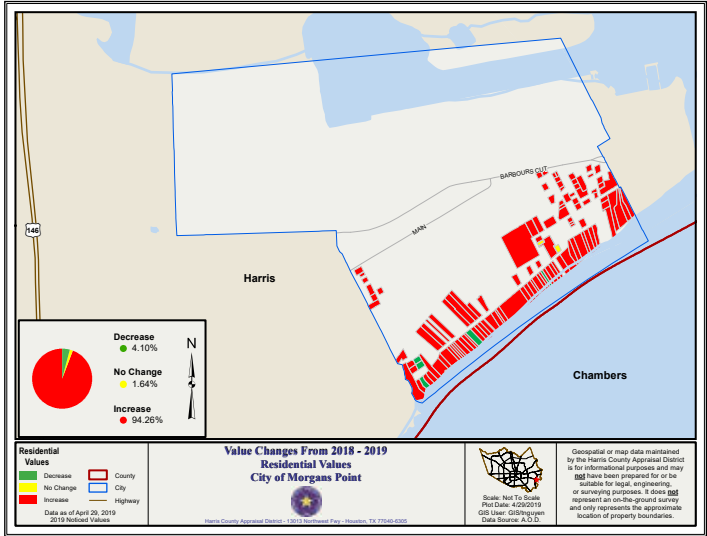 BARBOURS CUT
MAIN
146
Harris
Chambers
Decrease
4.10%
No Change
1.64%
Increase
94.26%
N
Residential
Values
Decrease
No Change
Increase
County
City
Highway
Data as of April 29, 2019
2019 Noticed Values
Value Changes From 2018 - 2019
Residential Values
City of Morgans Point
Harris County Appraisal District - 13013 Northwest Fwy - Houston, TX 77040-6305
Scale: Not To Scale
Plot Date: 4/29/2019
GIS User: GIS/lnguyen
Data Source: A.O.D.
Geospatial or map data maintained
by the Harris County Appraisal District
is for informational purposes and may
not have been prepared for or be
suitable for legal, engineering,
or surveying purposes. It does not
represent an on-the-ground survey
and only represents the approximate
location of property boundaries.